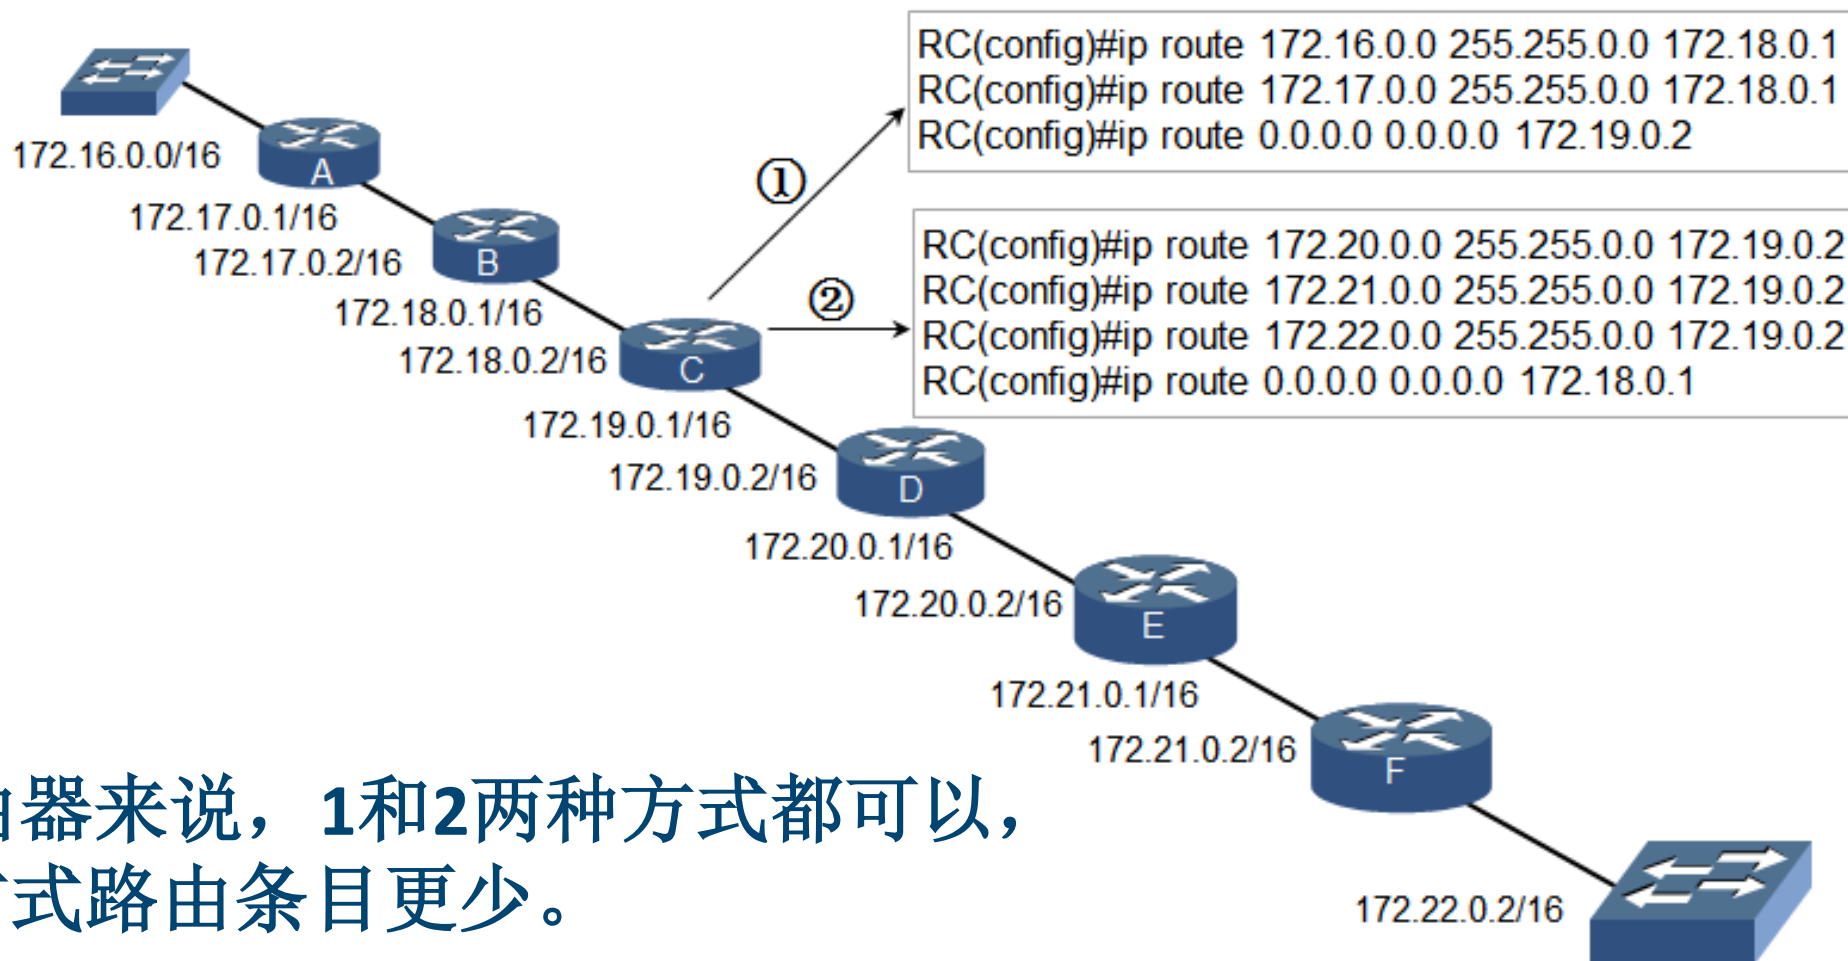 RC(config)#ip route 172.16.0.0 255.255.0.0 172.18.0.1
RC(config)#ip route 172.17.0.0 255.255.0.0 172.18.0.1
RC(config)#ip route 0.0.0.0 0.0.0.0 172.19.0.2
①
172.16.0.0/16
A
172.17.0.1/16
172.17.0.2/16
B
RC(config)#ip route 172.20.0.0 255.255.0.0 172.19.0.2
RC(config)#ip route 172.21.0.0 255.255.0.0 172.19.0.2
RC(config)#ip route 172.22.0.0 255.255.0.0 172.19.0.2
RC(config)#ip route 0.0.0.0 0.0.0.0 172.18.0.1
②
172.18.0.1/16
172.18.0.2/16
C
172.19.0.1/16
172.19.0.2/16
D
172.20.0.1/16
172.20.0.2/16
E
172.21.0.1/16
172.21.0.2/16
F
由器来说，1和2两种方式都可以，
方式路由条目更少。
172.22.0.2/16